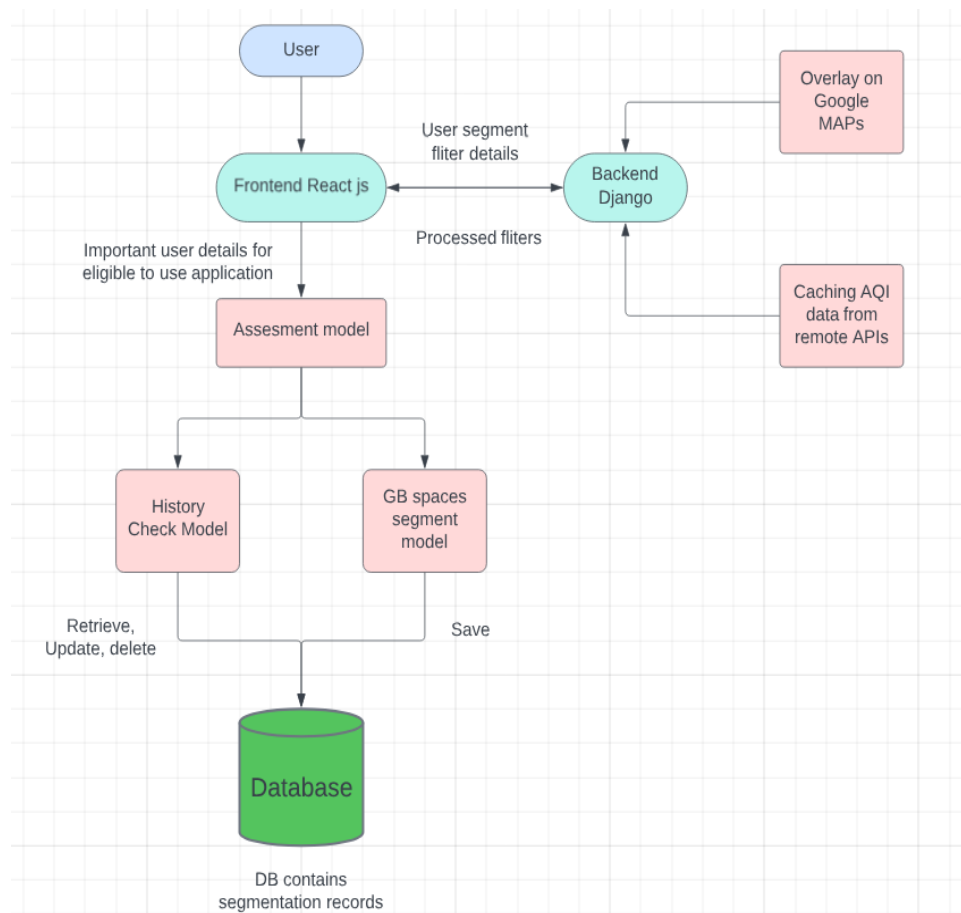 User
Overlay on
Google
MAPs
User segment
fliter details
Frontend React js
Backend
Django
Processed fliters
Important user details for
eligible to use application
Caching AQI
data from
remote APIs
Assesment model
History
Check Model
GB spaces
segment
model
Retrieve,
Update, delete
Save
Database
DB contains
segmentation records